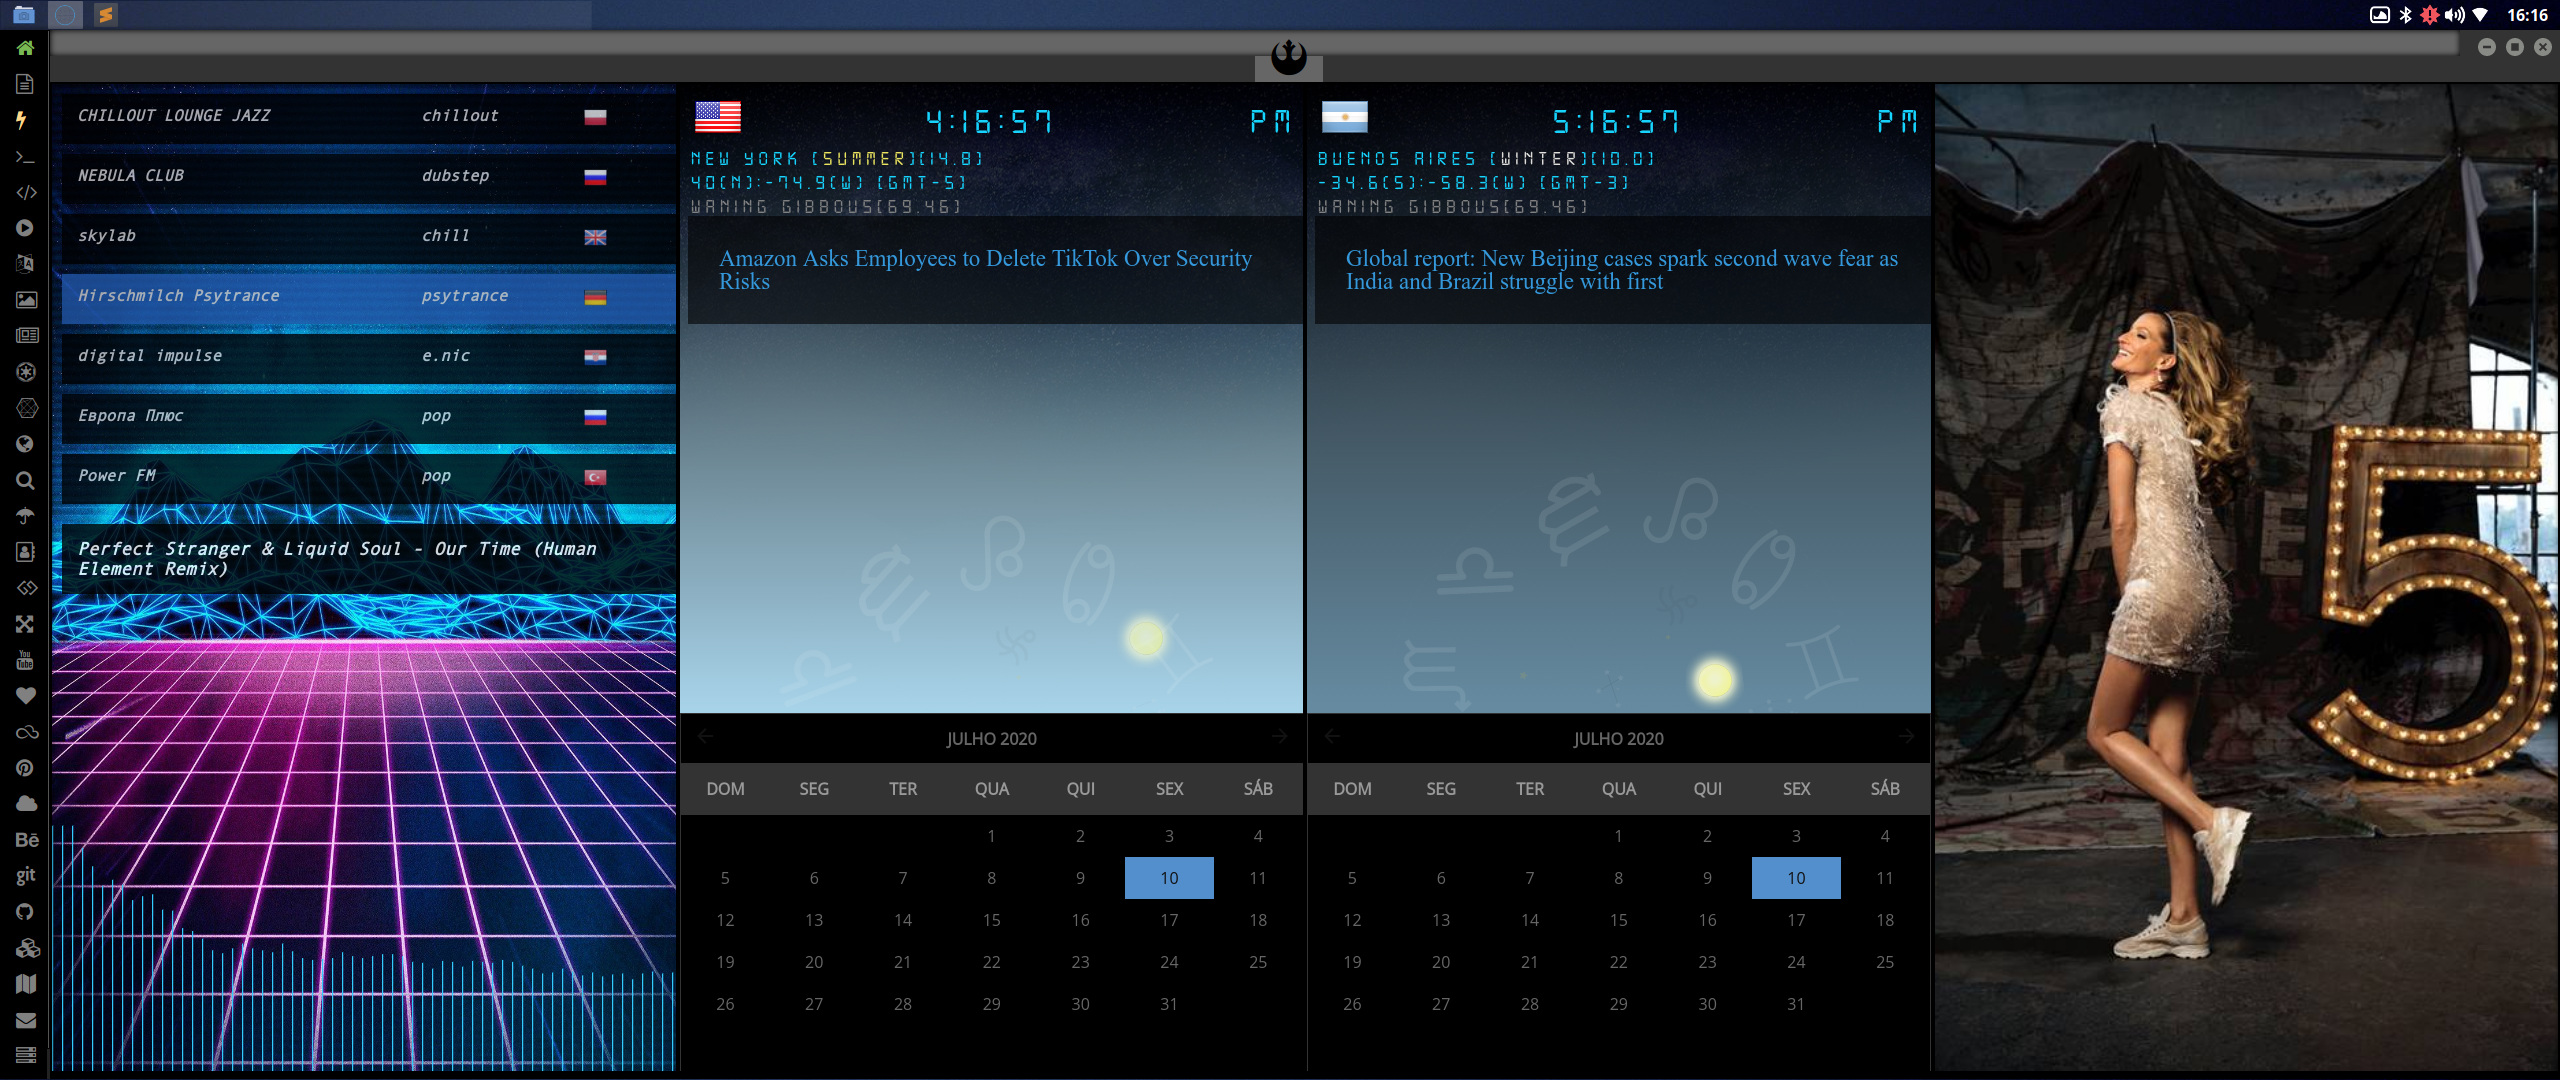 16:16
CHILLOUT LOUNGE JAZZ chillout
NEBULA CLUB dubstep
skylab chill
Hirschmilch Psytrance psytrance
digital impulse e.nic
Европа Плюс pop
Power FM pop
Perfect Stranger & Liquid Soul - Our Time (Human
Element Remix)
You
Tube
Bē
git
4:16:57 PM
NEW YORK [SUMMER][14.8]
40(N):-74.9(W) [GMT-5]
WANING GIBBOUS[69.46]
Amazon Asks Employees to Delete TikTok Over Security
Risks
JULHO 2020
DOM SEG TER QUA QUI SEX SÁB
1 2 3 4
5 6 7 8 9 10 11
12 13 14 15 16 17 18
19 20 21 22 23 24 25
26 27 28 29 30 31
5:16:57 PM
BUENOS AIRES [WINTER][10.0]
-34.6(S):-58.3(W) [GMT-3]
WANING GIBBOUS[69.46]
Global report: New Beijing cases spark second wave fear as
India and Brazil struggle with first
JULHO 2020
DOM SEG TER QUA QUI SEX SÁB
1 2 3 4
5 6 7 8 9 10 11
12 13 14 15 16 17 18
19 20 21 22 23 24 25
26 27 28 29 30 31
5